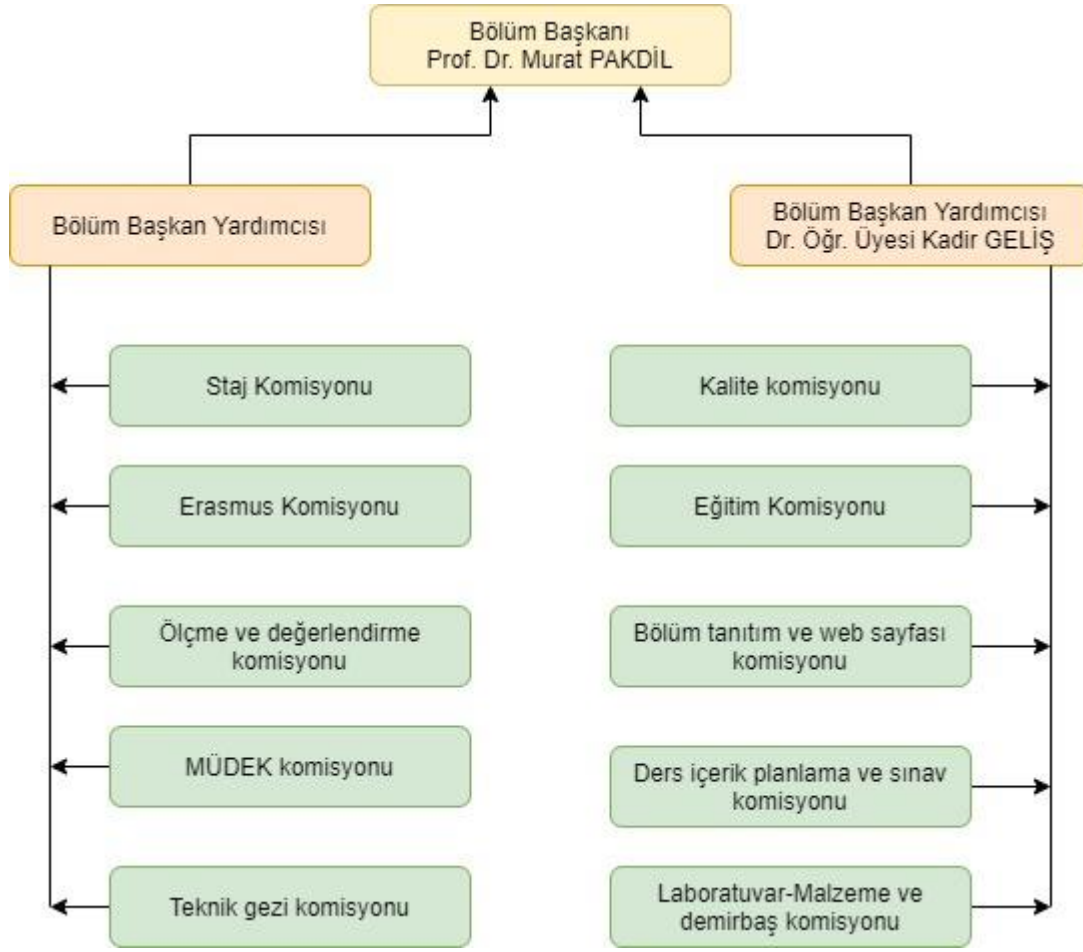 Bölüm Başkanı
Prof. Dr. Murat PAKDİL
Bölüm Başkan Yardımcısı
Bölüm Başkan Yardımcısı
Dr. Öğr. Üyesi Kadir GELİŞ
Staj Komisyonu
Kalite komisyonu
Erasmus Komisyonu
Eğitim Komisyonu
Ölçme ve değerlendirme
komisyonu
Bölüm tanıtım ve web sayfası
komisyonu
MÜDEK komisyonu
Ders içerik planlama ve sınav
komisyonu
Teknik gezi komisyonu
Laboratuvar-Malzeme ve
demirbaş komisyonu